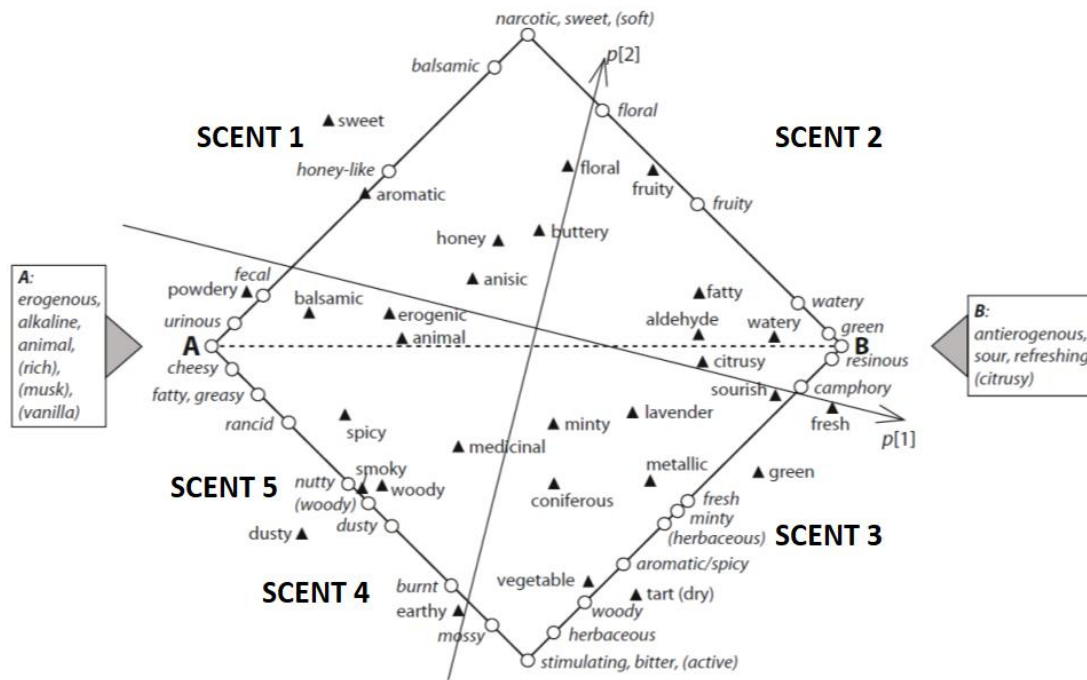 narcotic, sweet, (soft)
p[2]
balsamic
floral
sweet
SCENT 1
SCENT 2
honey-like
floral
fruity
aromatic
fruity
honey
buttery
A:
erogenous,
alkaline,
animal,
(rich),
(musk),
(vanilla)
fecal
powdery
anisic
balsamic
erogenic
fatty
watery
urinous
aldehyde
watery
green
A
animal
B
B:
antierogenous,
sour, refreshing
(citrusy)
cheesy
citrusy
resinous
fatty, greasy
sourish
camphory
rancid
spicy
minty
lavender
fresh
p[1]
medicinal
smoky
metallic
green
SCENT 5
nutty
(woody)
woody
coniferous
fresh
minty
(herbaceous)
dusty
dusty
SCENT 3
aromatic/spicy
SCENT 4
burnt
vegetable
tart (dry)
earthy
woody
mossy
herbaceous
stimulating, bitter, (active)